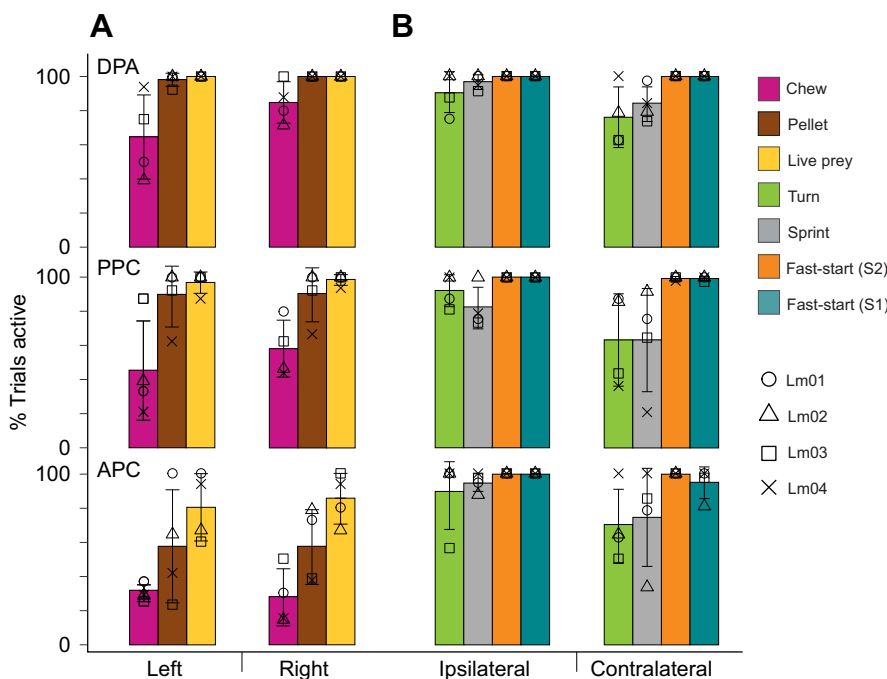 A
B
DPA
100
0
PPC
100
0
APC
100
0
% Trials active
Left
Right
Ipsilateral
Contralateral
Chew
Pellet
Live prey
Turn
Sprint
Fast-start (S2)
Fast-start (S1)
Lm01
Lm02
Lm03
Lm04